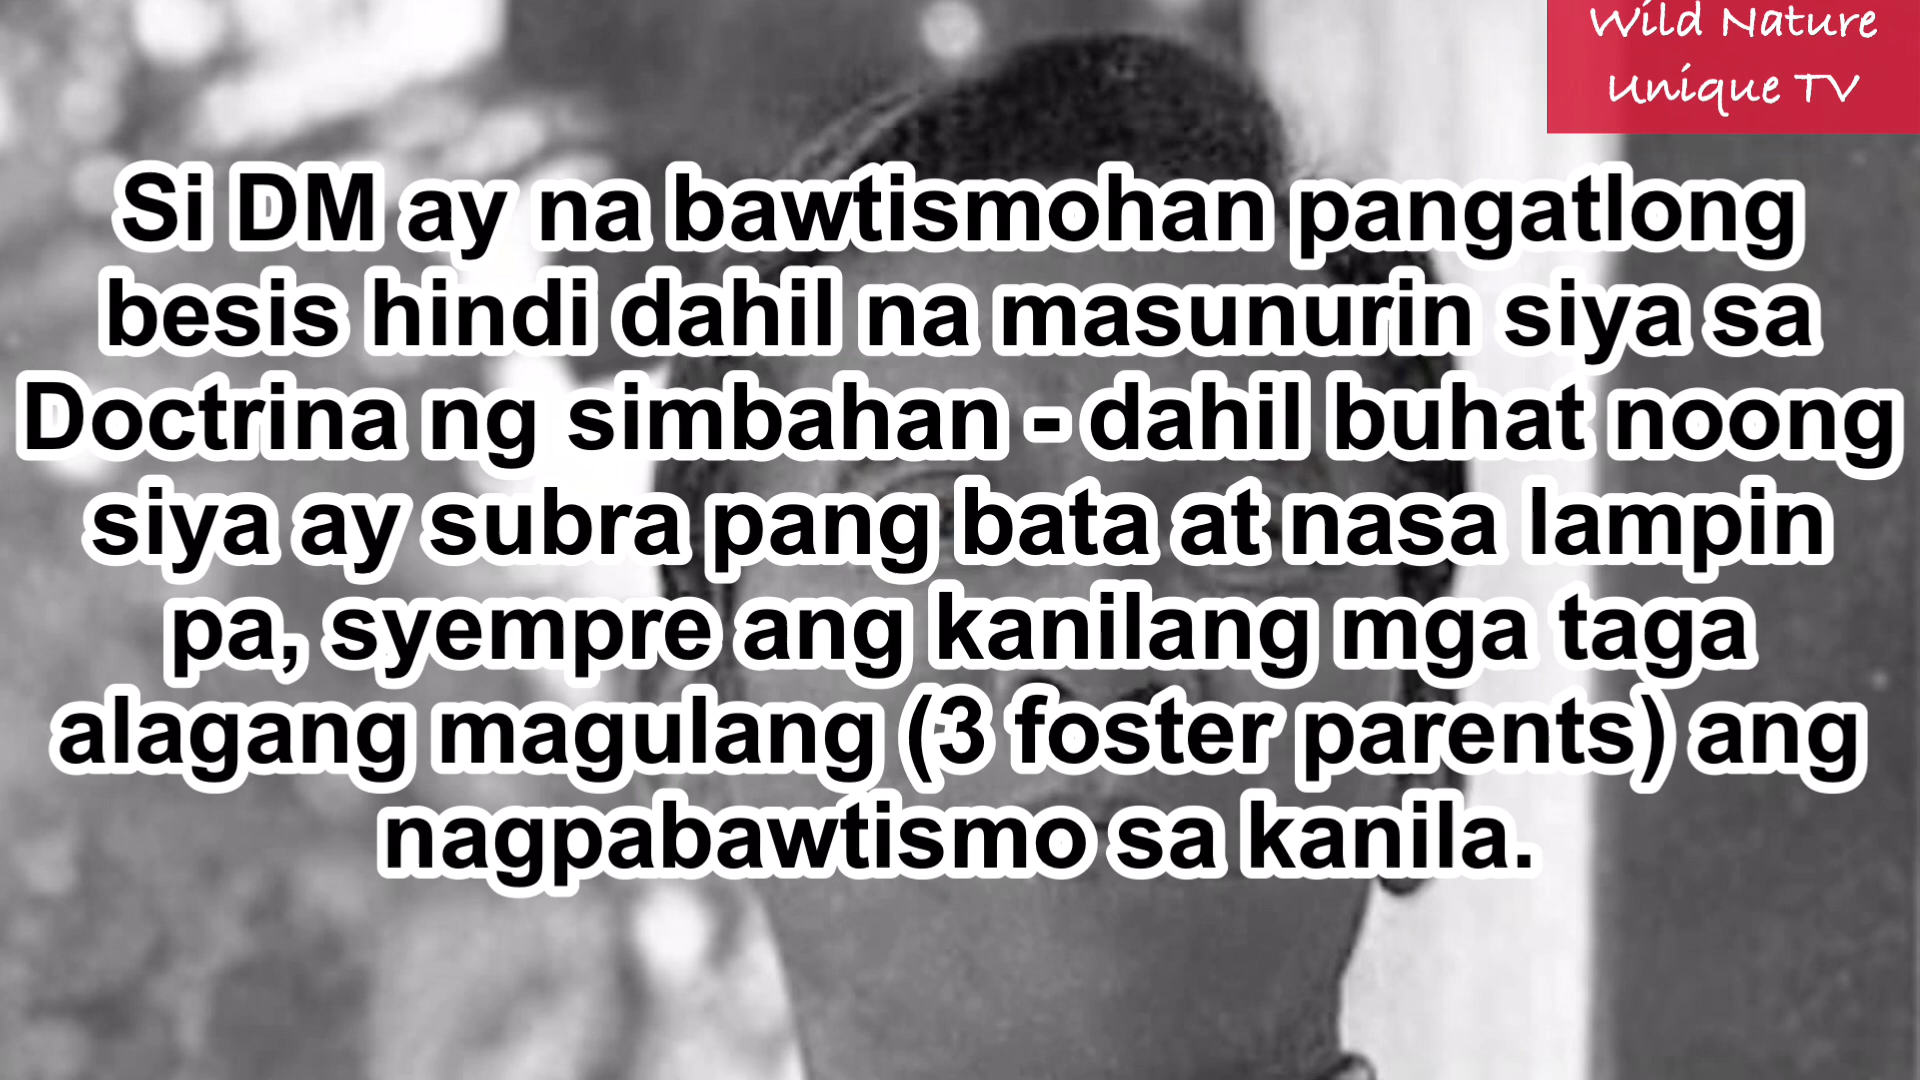 Wild Nature
Unique TV
Si DM ay na bawtismohan pangatlong
besis hindi dahil na masunurin siya sa
Doctrina ng simbahan - dahil buhat noong
siya ay subra pang bata at nasa lampin
pa, syempre ang kanilang mga taga
alagang magulang (3 foster parents) ang
nagpabawtismo sa kanila.